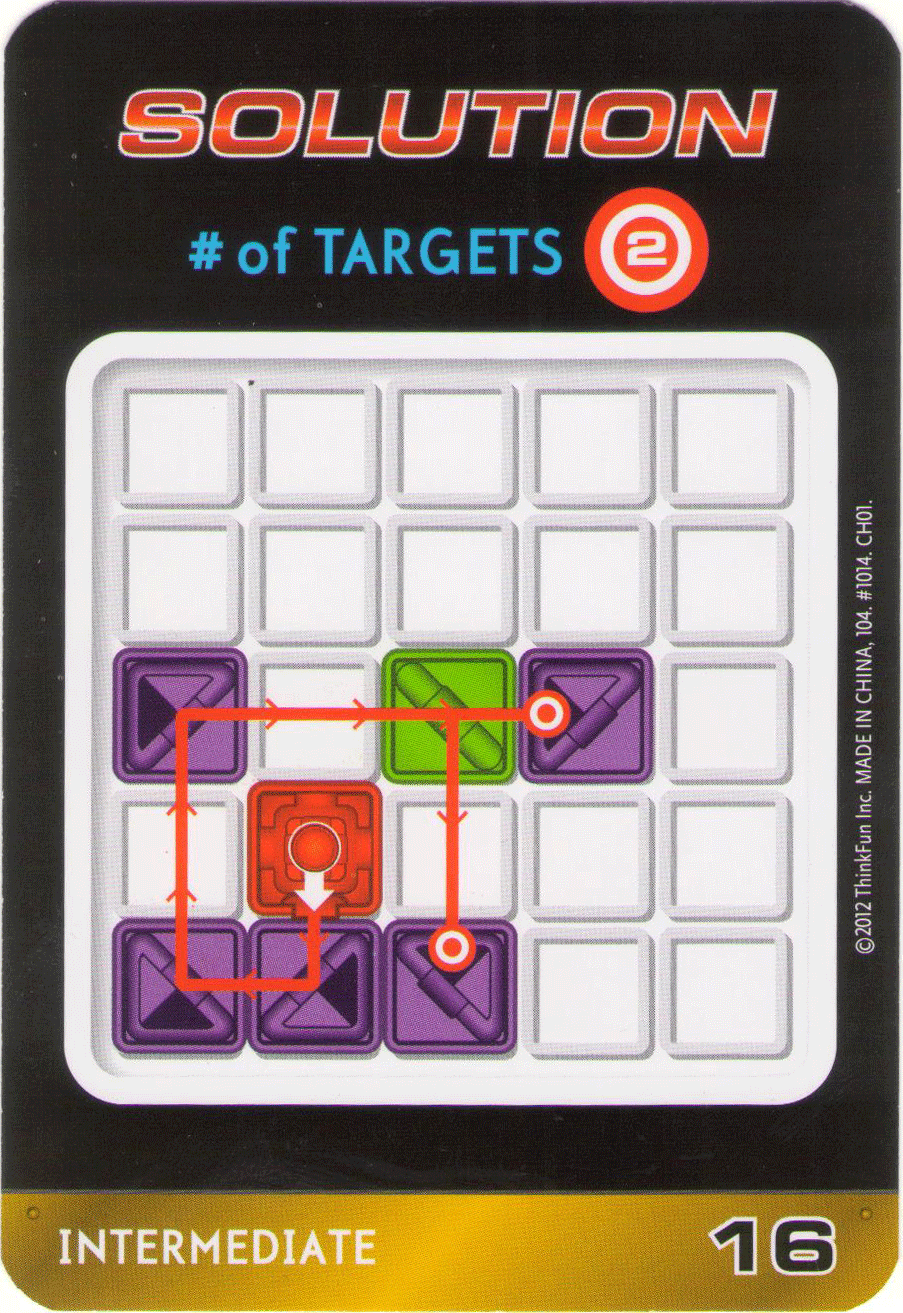 SOLUTION
# of TARGETS 2
©2012 ThinkFun Inc. MADE IN CHINA, 104. #1014. CH01.
INTERMEDIATE 16